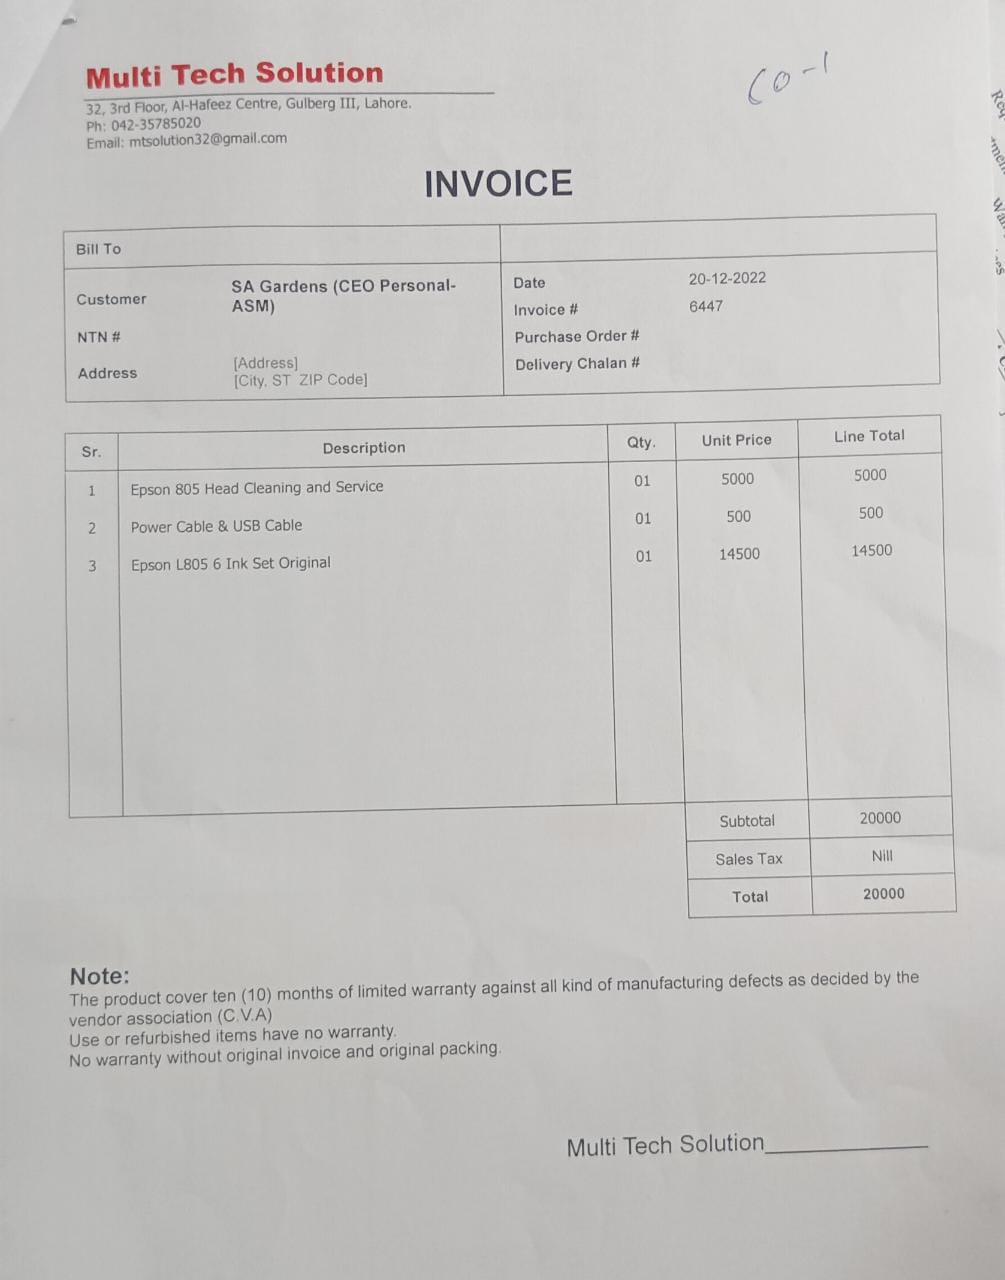 Multi Tech Solution
CO-1
32, 3rd Floor, Al-Hafeez Centre, Gulberg III, Lahore.
Ph: 042-35785020
Email: mtsolution32@gmail.com
INVOICE
Bill To
Customer SA Gardens (CEO Personal-
ASM)
NTN #
Address [Address]
[City, ST ZIP Code]
Date 20-12-2022
Invoice # 6447
Purchase Order #
Delivery Chalan #
Sr. Description Qty. Unit Price Line Total
1 Epson 805 Head Cleaning and Service 01 5000 5000
2 Power Cable & USB Cable 01 500 500
3 Epson L805 6 Ink Set Original 01 14500 14500
Subtotal 20000
Sales Tax Nill
Total 20000
Note:
The product cover ten (10) months of limited warranty against all kind of manufacturing defects as decided by the
vendor association (C.V.A)
Use or refurbished items have no warranty.
No warranty without original invoice and original packing.
Multi Tech Solution